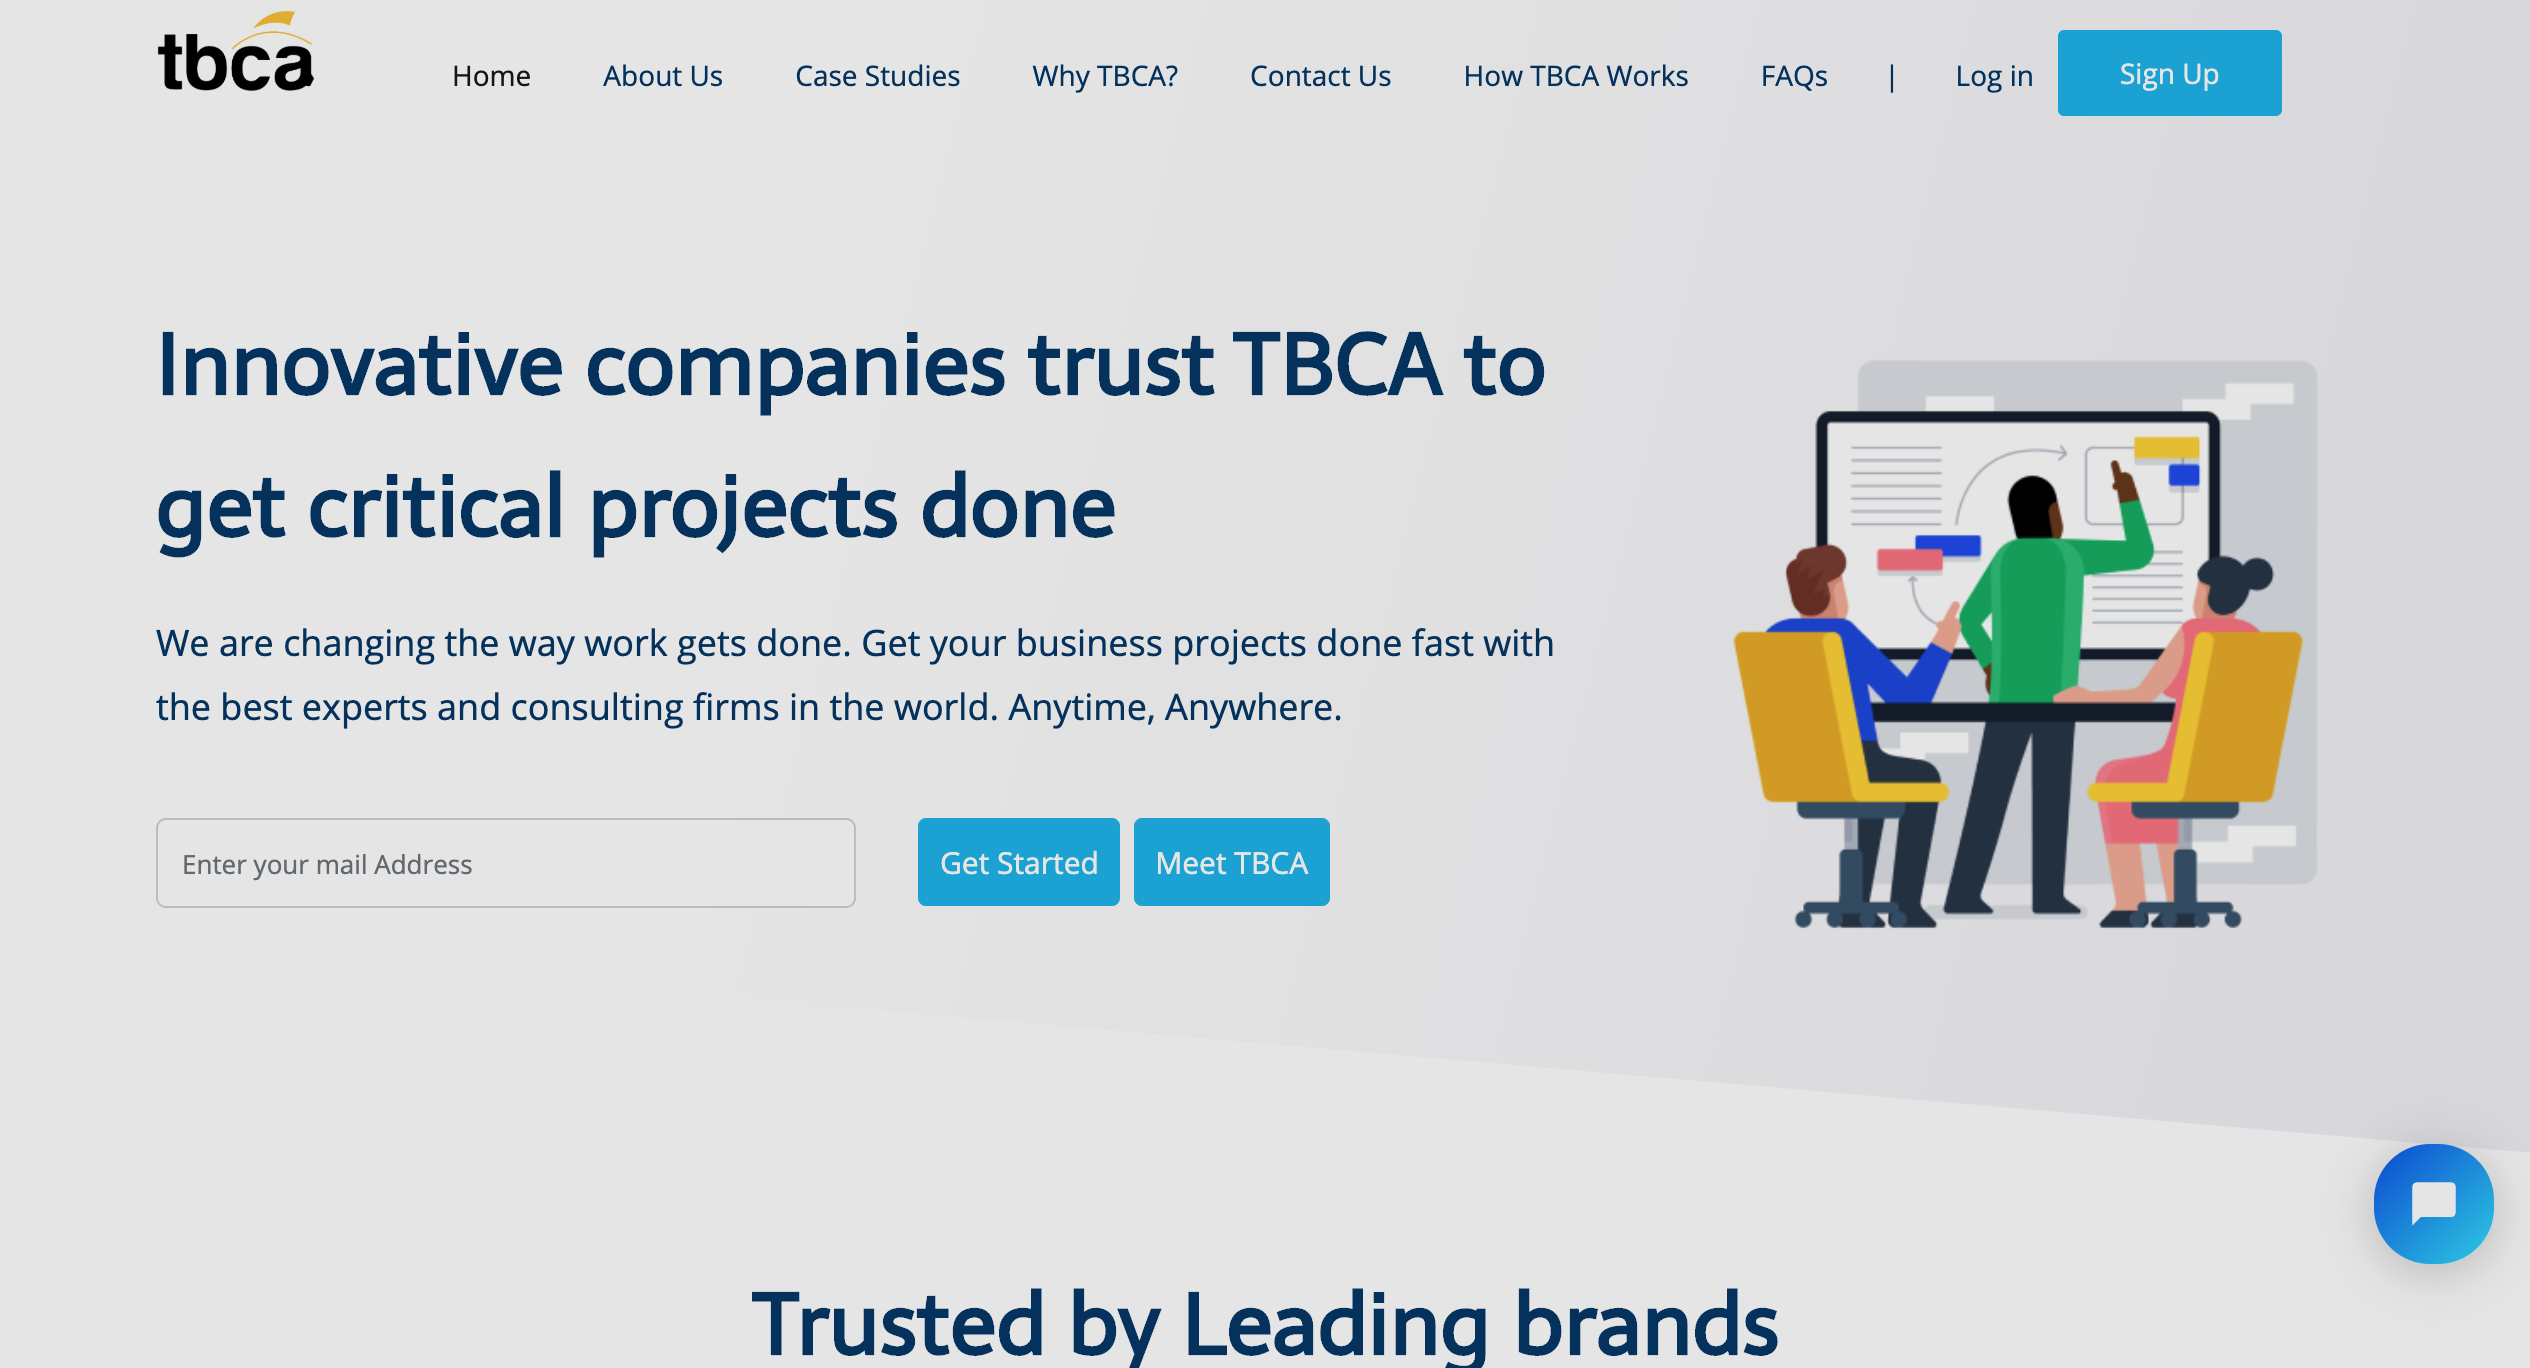 tbca
Home About Us Case Studies Why TBCA? Contact Us How TBCA Works FAQs | Log in Sign Up
Innovative companies trust TBCA to
get critical projects done
We are changing the way work gets done. Get your business projects done fast with
the best experts and consulting firms in the world. Anytime, Anywhere.
Enter your mail Address Get Started Meet TBCA
Trusted by Leading brands